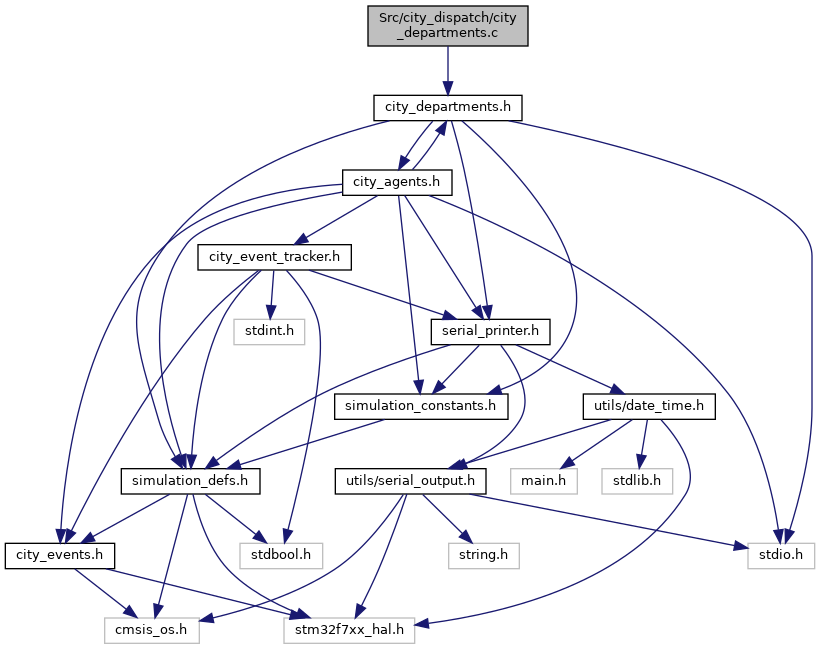 Src/city_dispatch/city
_departments.c
city_departments.h
city_agents.h
city_event_tracker.h
stdint.h
serial_printer.h
simulation_constants.h
utils/date_time.h
simulation_defs.h
utils/serial_output.h
main.h
stdlib.h
city_events.h
stdbool.h
string.h
stdio.h
cmsis_os.h
stm32f7xx_hal.h